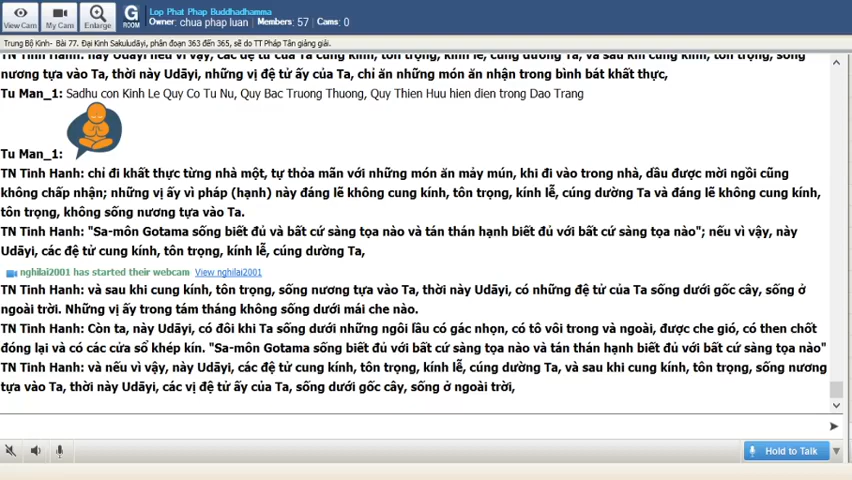 Lop Phat Phap Buddhadhamma
Owner: chua phap luan Members: 57 Cams: 0
View Cam My Cam Enlarge G ROOM
Trung Bộ Kinh- Bài 77. Đại Kinh Sakuludàyi, phân đoạn 363 đến 365, sẽ do TT Pháp Tân giảng giải.
nương tựa vào Ta, thời này Udāyi, những vị đệ tử ấy của Ta, chỉ ăn những món ăn nhận trong bình bát khất thực,
Tu Man_1: Sadhu con Kinh Le Quy Co Tu Nu, Quy Bac Truong Thuong, Quy Thien Huu hien dien trong Dao Trang
Tu Man_1:
TN Tinh Hanh: chỉ đi khất thực từng nhà một, tự thỏa mãn với những món ăn mảy mún, khi đi vào trong nhà, dầu được mời ngồi cũng
không chấp nhận; những vị ấy vì pháp (hạnh) này đáng lẽ không cung kính, tôn trọng, kính lễ, cúng dường Ta và đáng lẽ không cung kính,
tôn trọng, không sống nương tựa vào Ta.
TN Tinh Hanh: "Sa-môn Gotama sống biết đủ và bất cứ sàng tọa nào và tán thán hạnh biết đủ với bất cứ sàng tọa nào"; nếu vì vậy, này
Udāyi, các đệ tử cung kính, tôn trọng, kính lễ, cúng dường Ta,
nghilai2001 has started their webcam View nghilai2001
TN Tinh Hanh: và sau khi cung kính, tôn trọng, sống nương tựa vào Ta, thời này Udāyi, có những đệ tử của Ta sống dưới gốc cây, sống ở
ngoài trời. Những vị ấy trong tám tháng không sống dưới mái che nào.
TN Tinh Hanh: Còn ta, này Udāyi, có đôi khi Ta sống dưới những ngôi lầu có gác nhọn, có tô vôi trong và ngoài, được che gió, có then chốt
đóng lại và có các cửa sổ khép kín. "Sa-môn Gotama sống biết đủ với bất cứ sàng tọa nào và tán thán hạnh biết đủ với bất cứ sàng tọa nào"
TN Tinh Hanh: và nếu vì vậy, này Udāyi, các đệ tử cung kính, tôn trọng, kính lễ, cúng dường Ta, và sau khi cung kính, tôn trọng, sống nương
tựa vào Ta, thời này Udāyi, các vị đệ tử ấy của Ta, sống dưới gốc cây, sống ở ngoài trời,
Hold to Talk